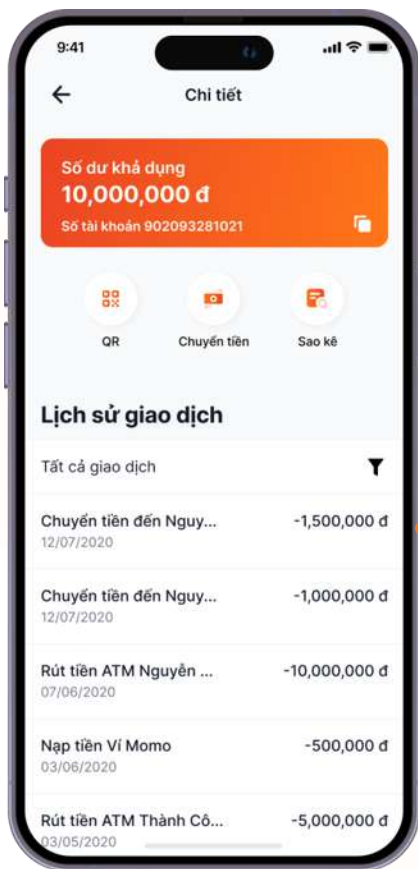 9:41
Chi tiết
Số dư khả dụng
10,000,000 đ
Số tài khoản 902093281021
QR Chuyển tiền Sao kê
Lịch sử giao dịch
Tất cả giao dịch
Chuyển tiền đến Nguy... -1,500,000 đ
12/07/2020
Chuyển tiền đến Nguy... -1,000,000 đ
12/07/2020
Rút tiền ATM Nguyễn ... -10,000,000 đ
07/06/2020
Nạp tiền Ví Momo -500,000 đ
03/06/2020
Rút tiền ATM Thành Cô... -5,000,000 đ
03/05/2020